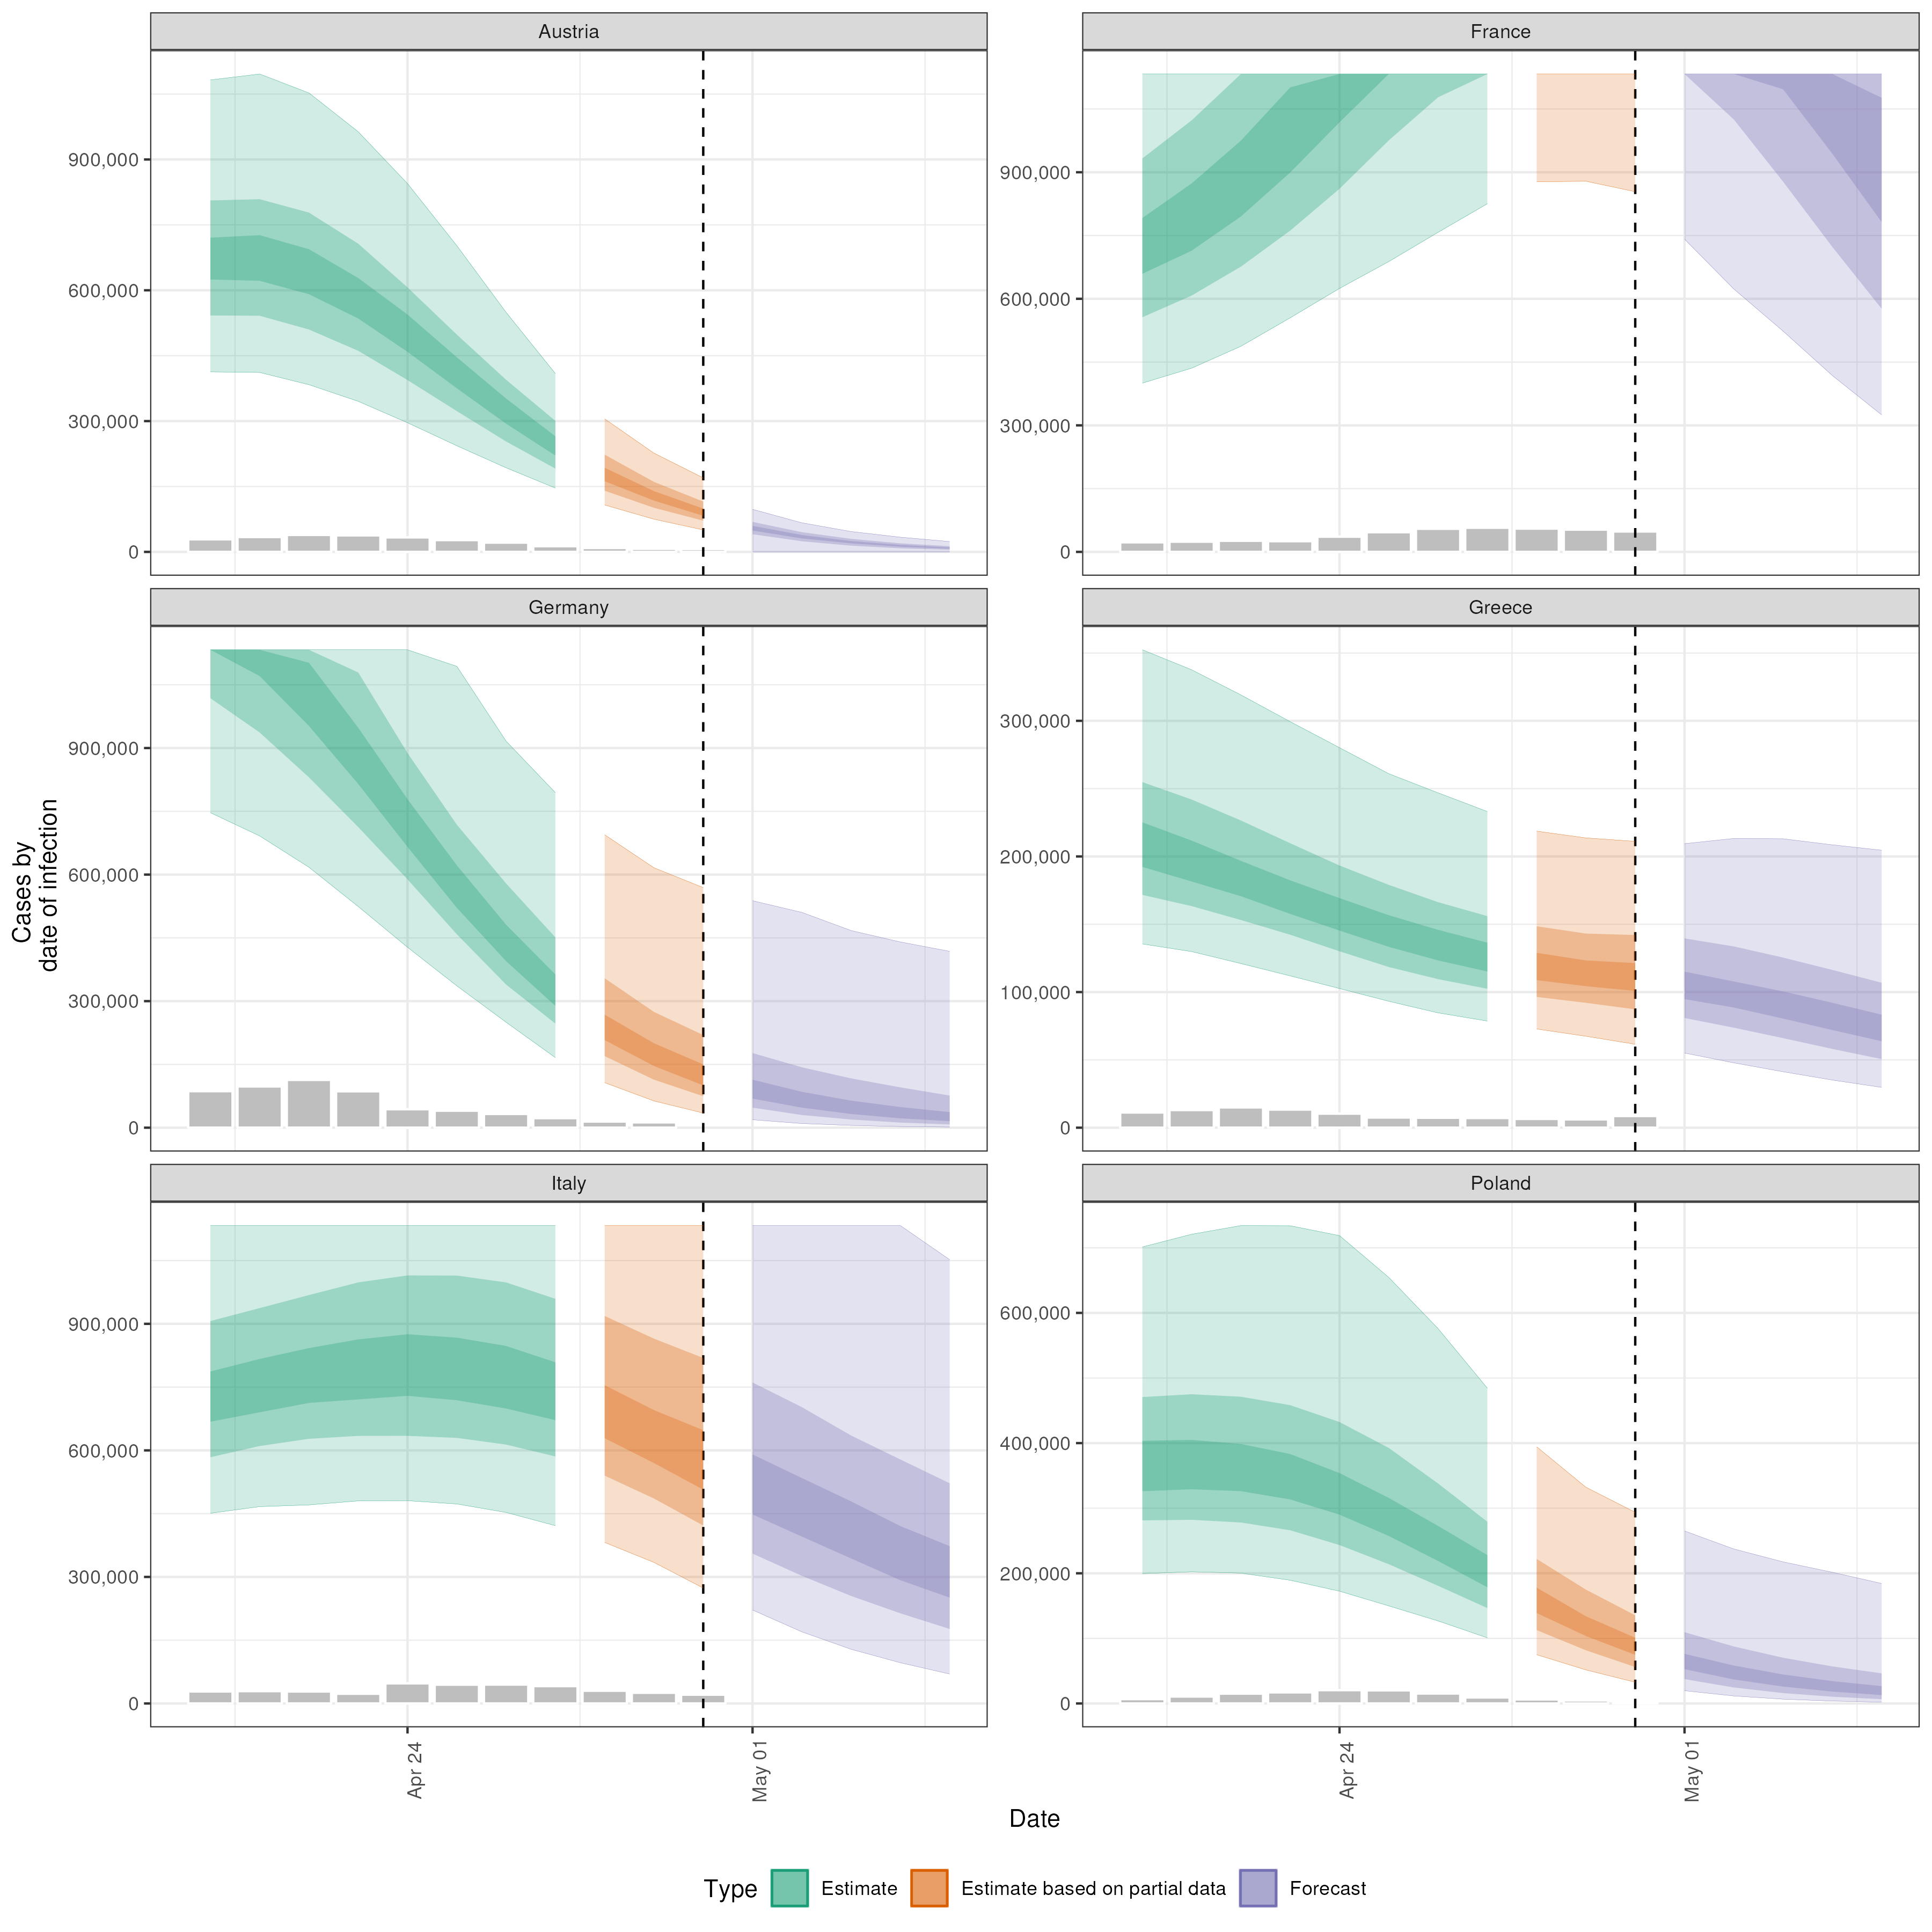 Austria
France
900,000
600,000
300,000
0
900,000
600,000
300,000
0
Germany
Greece
900,000
600,000
300,000
0
300,000
200,000
100,000
0
Italy
Poland
900,000
600,000
300,000
0
600,000
400,000
200,000
0
Cases by
date of infection
Apr 24
May 01
Apr 24
May 01
Date
Type
Estimate
Estimate based on partial data
Forecast